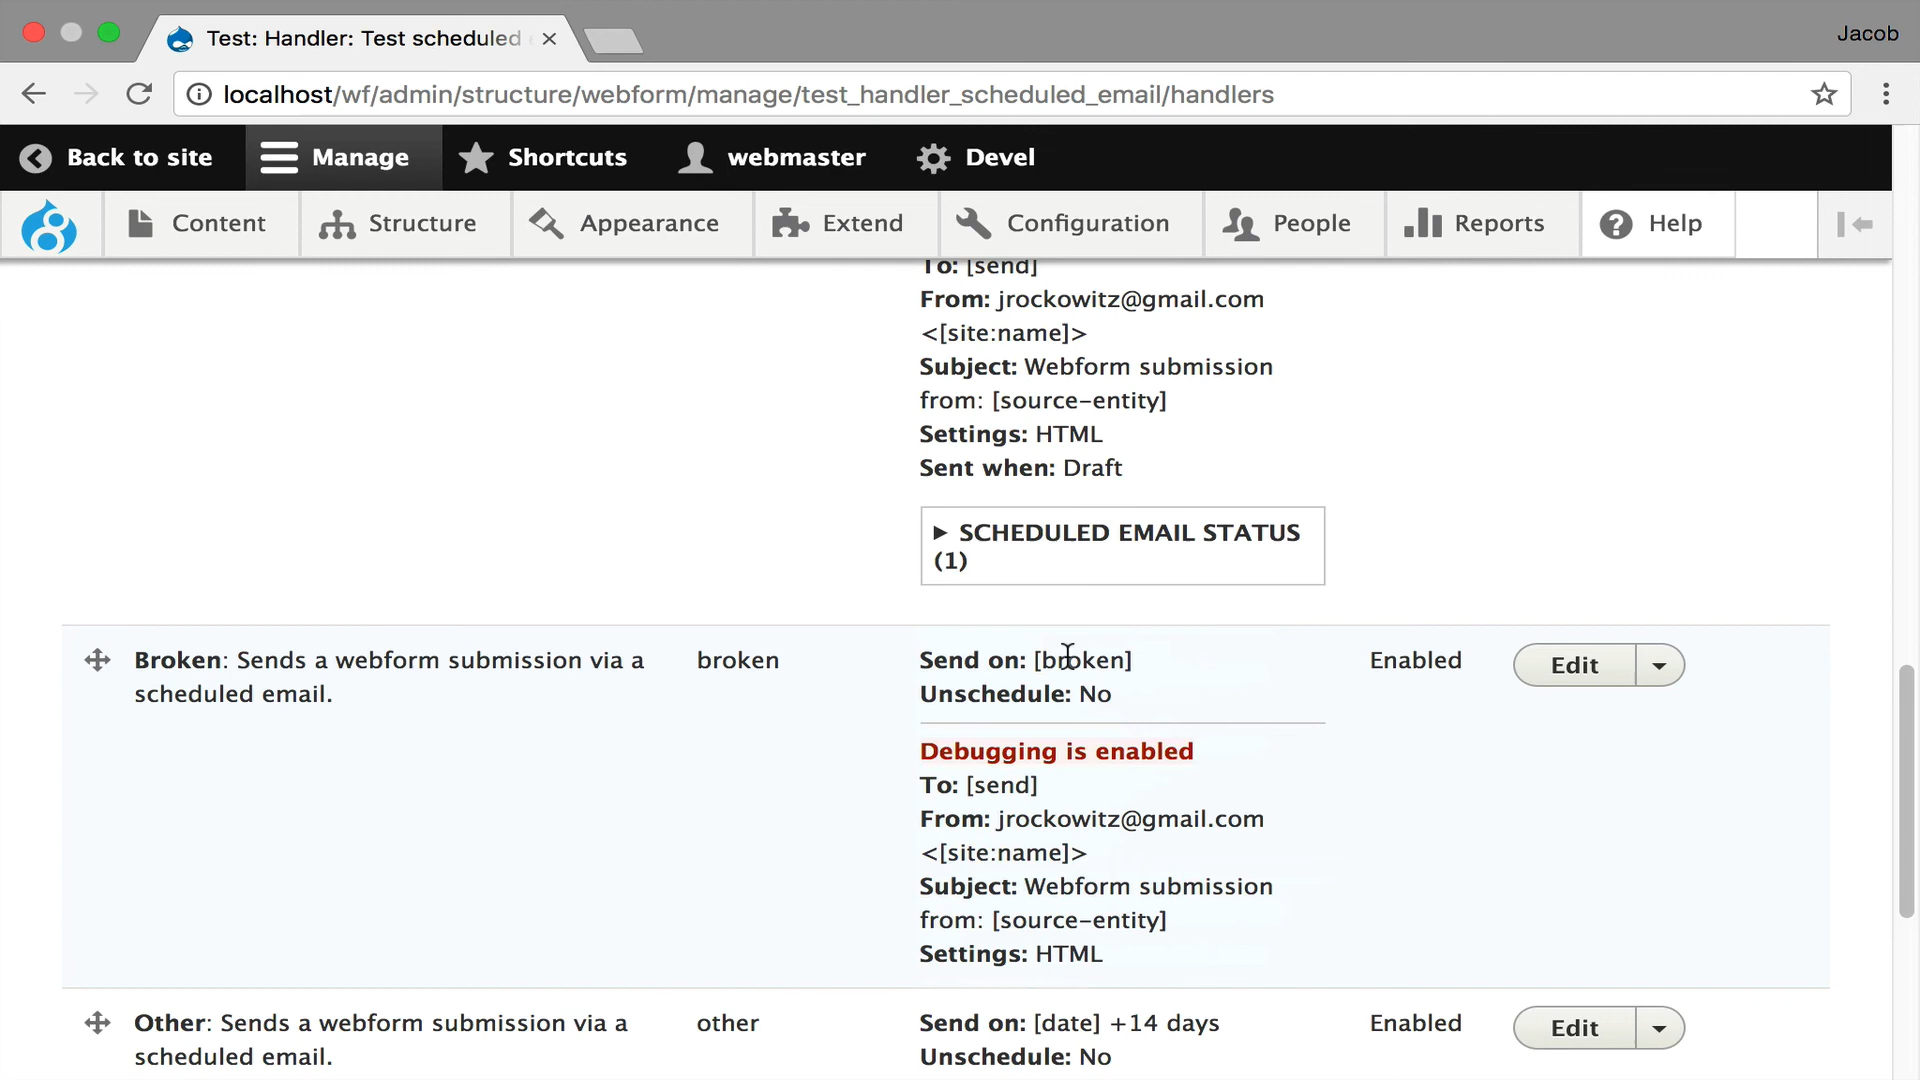 Test: Handler: Test scheduled
Jacob
localhost/wf/admin/structure/webform/manage/test_handler_scheduled_email/handlers
Back to site
Manage
Shortcuts
webmaster
Devel
Content
Structure
Appearance
Extend
Configuration
People
Reports
Help
To: [send]
From: jrockowitz@gmail.com
<[site:name]>
Subject: Webform submission
from: [source-entity]
Settings: HTML
Sent when: Draft
SCHEDULED EMAIL STATUS
(1)
Broken: Sends a webform submission via a
scheduled email.
broken
Send on: [broken]
Unschedule: No
Debugging is enabled
To: [send]
From: jrockowitz@gmail.com
<[site:name]>
Subject: Webform submission
from: [source-entity]
Settings: HTML
Enabled
Edit
Other: Sends a webform submission via a
scheduled email.
other
Send on: [date] +14 days
Unschedule: No
Enabled
Edit